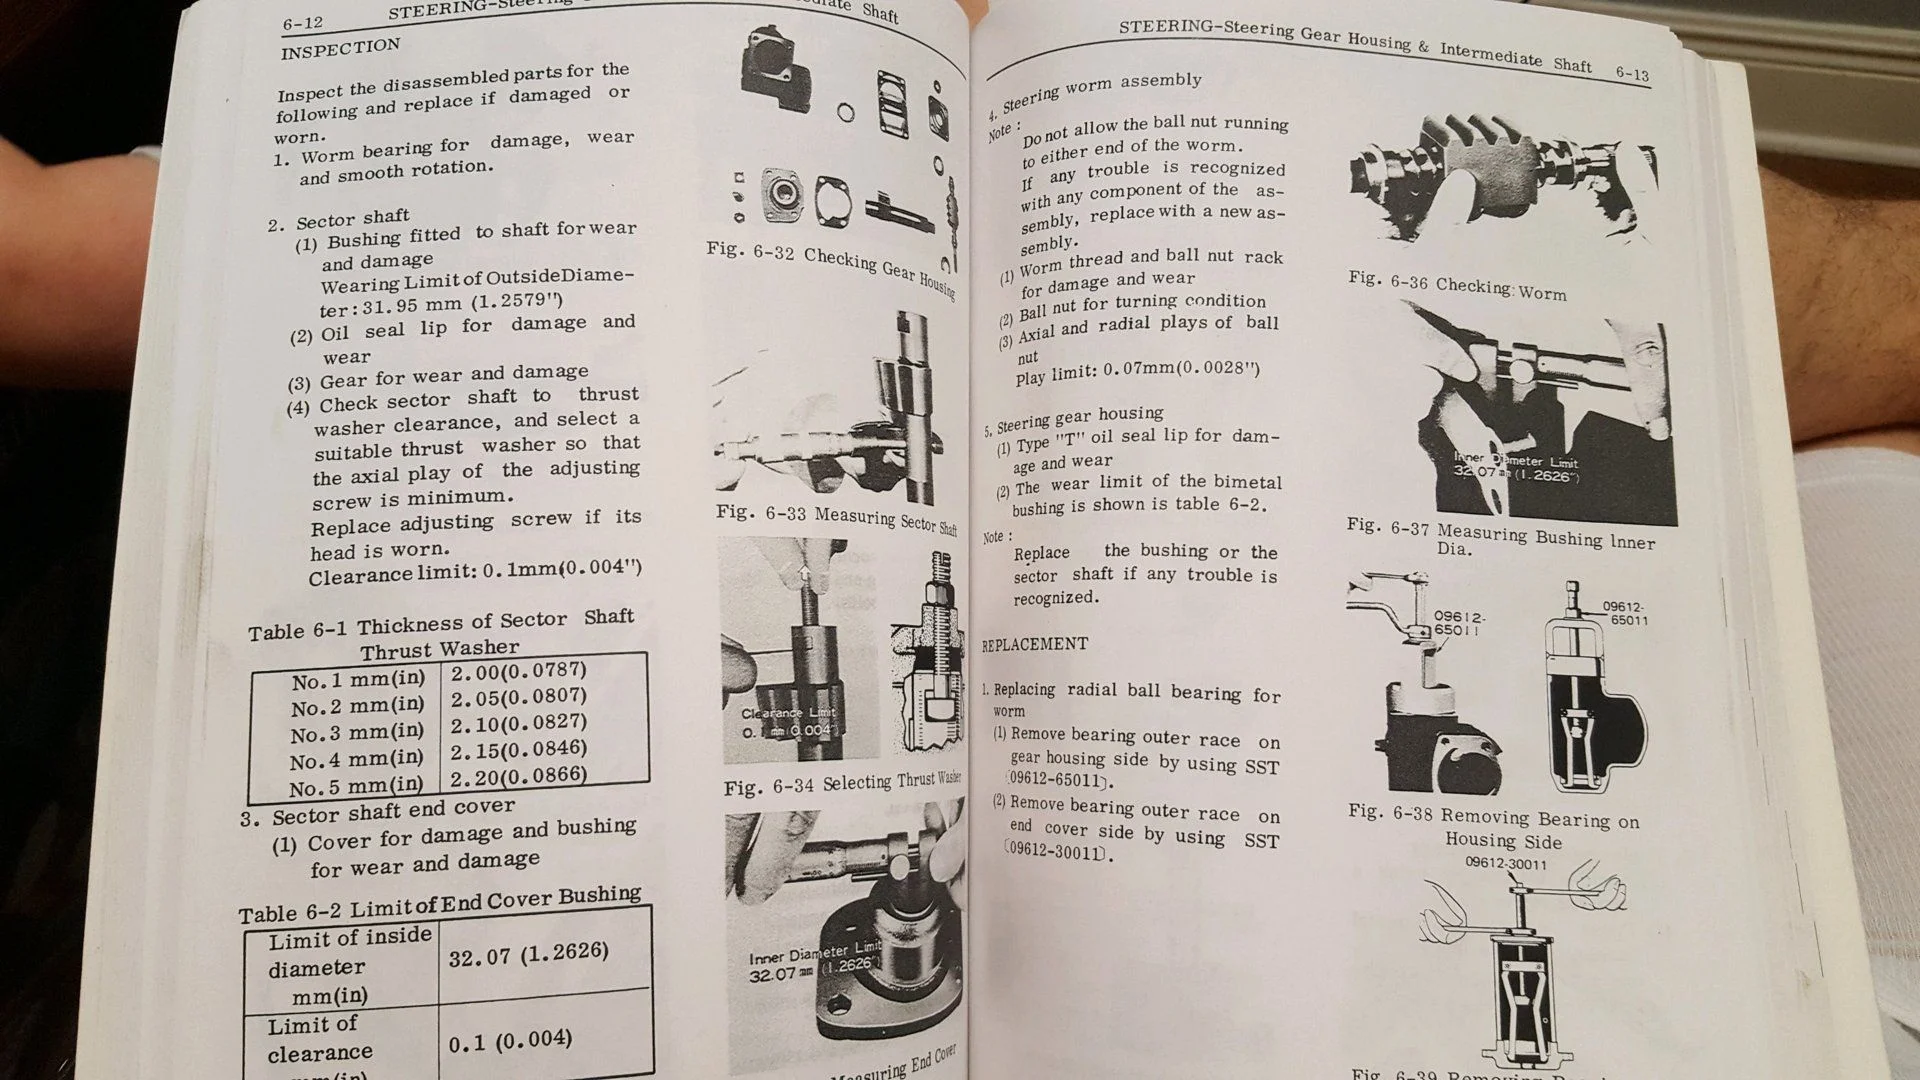 6-12
STEERING-Steering
Shaft
INSPECTION
Inspect the disassembled parts for the
following and replace if damaged or
worn.
1. Worm bearing for damage, wear
and smooth rotation.
2. Sector shaft
(1) Bushing fitted to shaft for wear
and damage
Wearing Limit of Outside Diame-
ter: 31.95 mm (1.2579")
(2) Oil seal lip for damage and
wear
(3) Gear for wear and damage
(4) Check sector shaft to thrust
washer clearance, and select a
suitable thrust washer so that
the axial play of the adjusting
screw is minimum.
Replace adjusting screw if its
head is worn.
Clearance limit: 0.1mm(0.004")
Table 6-1 Thickness of Sector Shaft
Thrust Washer
No.1 mm(in) 2.00(0.0787)
No.2 mm(in) 2.05(0.0807)
No.3 mm(in) 2.10(0.0827)
No.4 mm(in) 2.15(0.0846)
No.5 mm(in) 2.20(0.0866)
3. Sector shaft end cover
(1) Cover for damage and bushing
for wear and damage
Table 6-2 Limit of End Cover Bushing
Limit of inside
diameter 32.07 (1.2626)
mm(in)
Limit of
clearance 0.1 (0.004)
mm(in)
Fig. 6-32 Checking Gear Housing
Fig. 6-33 Measuring Sector Shaft
Clearance Limit
0.1 mm (0.004")
Fig. 6-34 Selecting Thrust Washer
Inner Diameter Limit
32.07 mm (1.2626")
Measuring End Cover
STEERING-Steering Gear Housing & Intermediate Shaft 6-13
4. Steering worm assembly
Note :
Do not allow the ball nut running
to either end of the worm.
If any trouble is recognized
with any component of the as-
sembly, replace with a new as-
sembly.
(1) Worm thread and ball nut rack
for damage and wear
(2) Ball nut for turning condition
(3) Axial and radial plays of ball
nut
Play limit: 0.07mm(0.0028")
5. Steering gear housing
(1) Type "T" oil seal lip for dam-
age and wear
(2) The wear limit of the bimetal
bushing is shown is table 6-2.
Note :
Replace the bushing or the
sector shaft if any trouble is
recognized.
REPLACEMENT
1. Replacing radial ball bearing for
worm
(1) Remove bearing outer race on
gear housing side by using SST
[09612-65011].
(2) Remove bearing outer race on
end cover side by using SST
[09612-30011].
Fig. 6-36 Checking Worm
Inner Diameter Limit
32.07 mm (1.2626")
Fig. 6-37 Measuring Bushing Inner
Dia.
09612-
65011
09612-
65011
Fig. 6-38 Removing Bearing on
Housing Side
09612-30011
Fig. 6-39 Removing